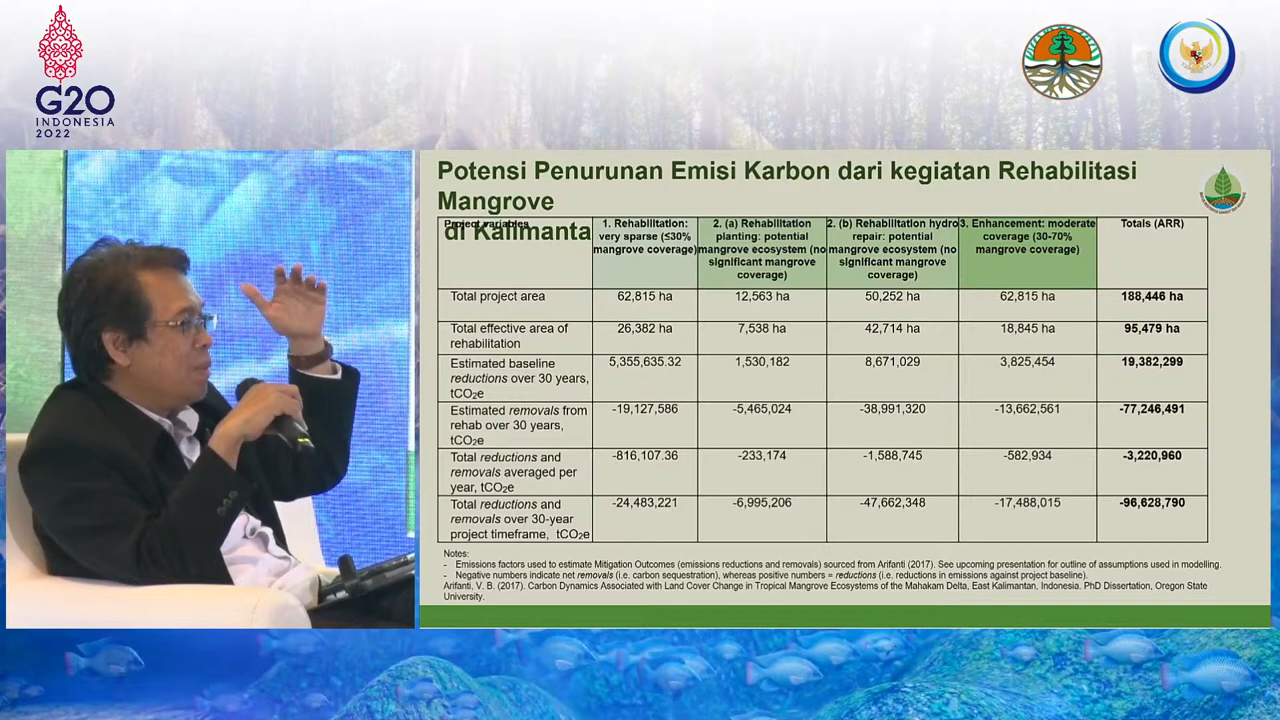 G20
INDONESIA
2022
Potensi Penurunan Emisi Karbon dari kegiatan Rehabilitasi
Mangrove
di Kalimanta
Project variables
1. Rehabilitation:
very sparse (≤30%
mangrove coverage)
2. (a) Rehabilitation
planting: potential
mangrove ecosystem (no
significant mangrove
coverage)
2. (b) Rehabilitation hydro
repair: potential
mangrove ecosystem (no
significant mangrove
coverage)
3. Enhancement: moderate
coverage (30-70%
mangrove coverage)
Totals (ARR)
Total project area 62,815 ha 12,563 ha 50,252 ha 62,815 ha 188,446 ha
Total effective area of
rehabilitation
26,382 ha 7,538 ha 42,714 ha 18,845 ha 95,479 ha
Estimated baseline
reductions over 30 years,
tCO2e
5,355,635.32 1,530,182 8,671,029 3,825,454 19,382,299
Estimated removals from
rehab over 30 years,
tCO2e
-19,127,586 -5,465,024 -38,991,320 -13,662,561 -77,246,491
Total reductions and
removals averaged per
year, tCO2e
-816,107.36 -233,174 -1,588,745 -582,934 -3,220,960
Total reductions and
removals over 30-year
project timeframe, tCO2e
-24,483,221 -6,995,206 -47,662,348 -17,488,015 -96,628,790
Notes:
- Emissions factors used to estimate Mitigation Outcomes (emissions reductions and removals) sourced from Arifanti (2017). See upcoming presentation for outline of assumptions used in modelling.
- Negative numbers indicate net removals (i.e. carbon sequestration), whereas positive numbers = reductions (i.e. reductions in emissions against project baseline).
Arifanti, V. B. (2017). Carbon Dynamics Associated with Land Cover Change in Tropical Mangrove Ecosystems of the Mahakam Delta, East Kalimantan, Indonesia. PhD Dissertation, Oregon State
University.